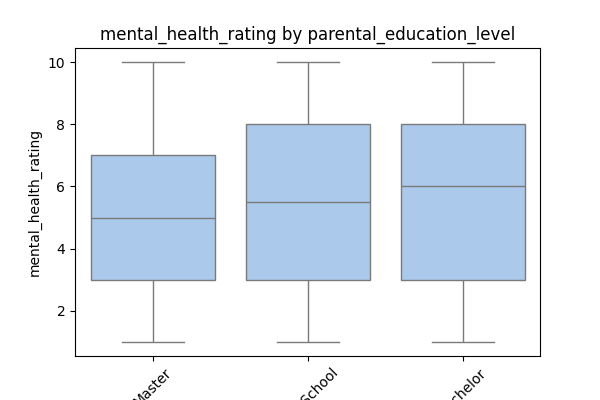 mental_health_rating by parental_education_level
mental_health_rating
10
8
6
4
2
Master
School
chelor